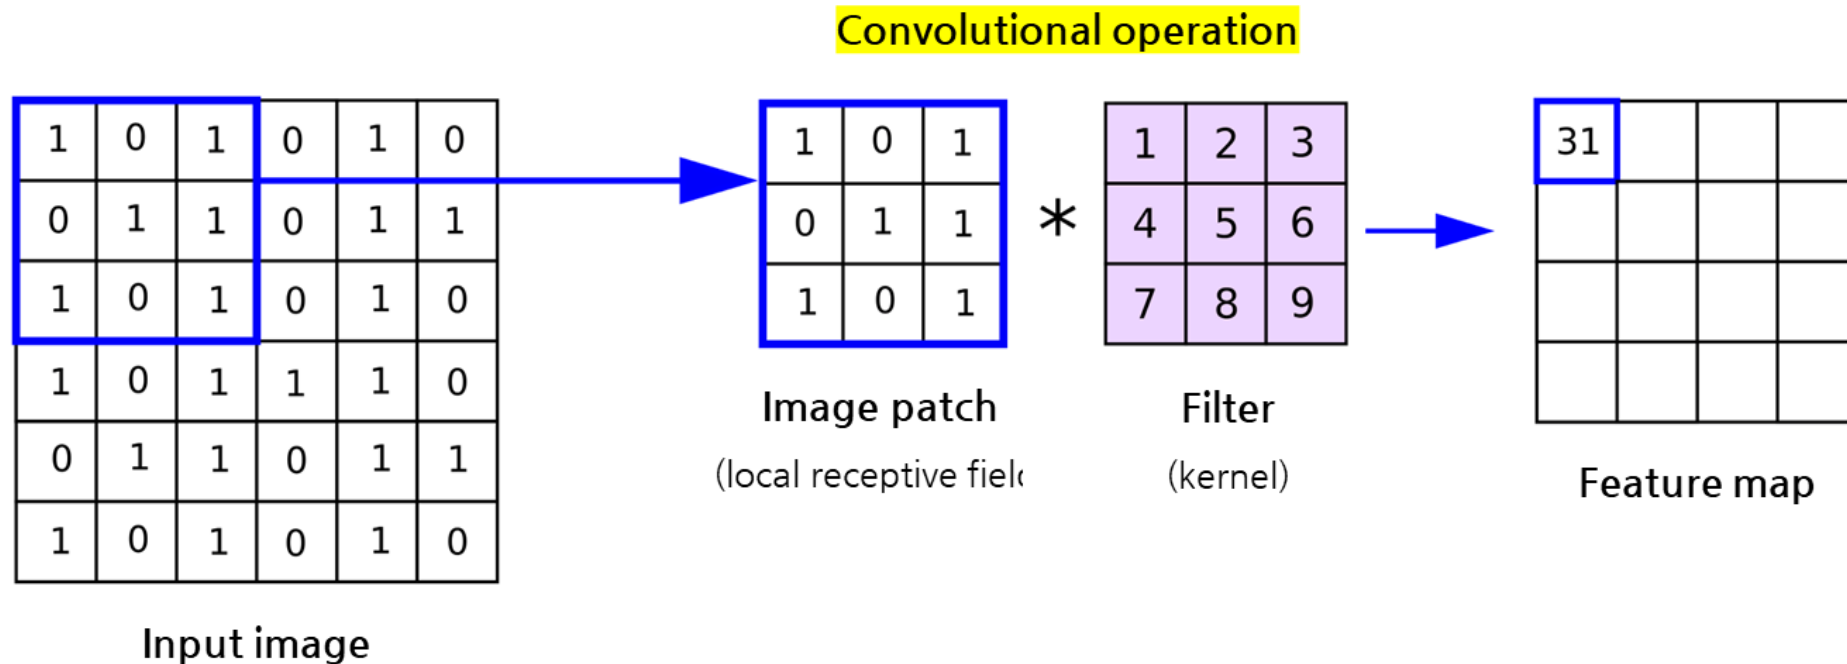 Convolutional operation
1 0 1 0 1 0
0 1 1 0 1 1
1 0 1 0 1 0
1 0 1 1 1 0
0 1 1 0 1 1
1 0 1 0 1 0
Input image
1 0 1
0 1 1
1 0 1
Image patch
(local receptive fiel
*
1 2 3
4 5 6
7 8 9
Filter
(kernel)
31
Feature map